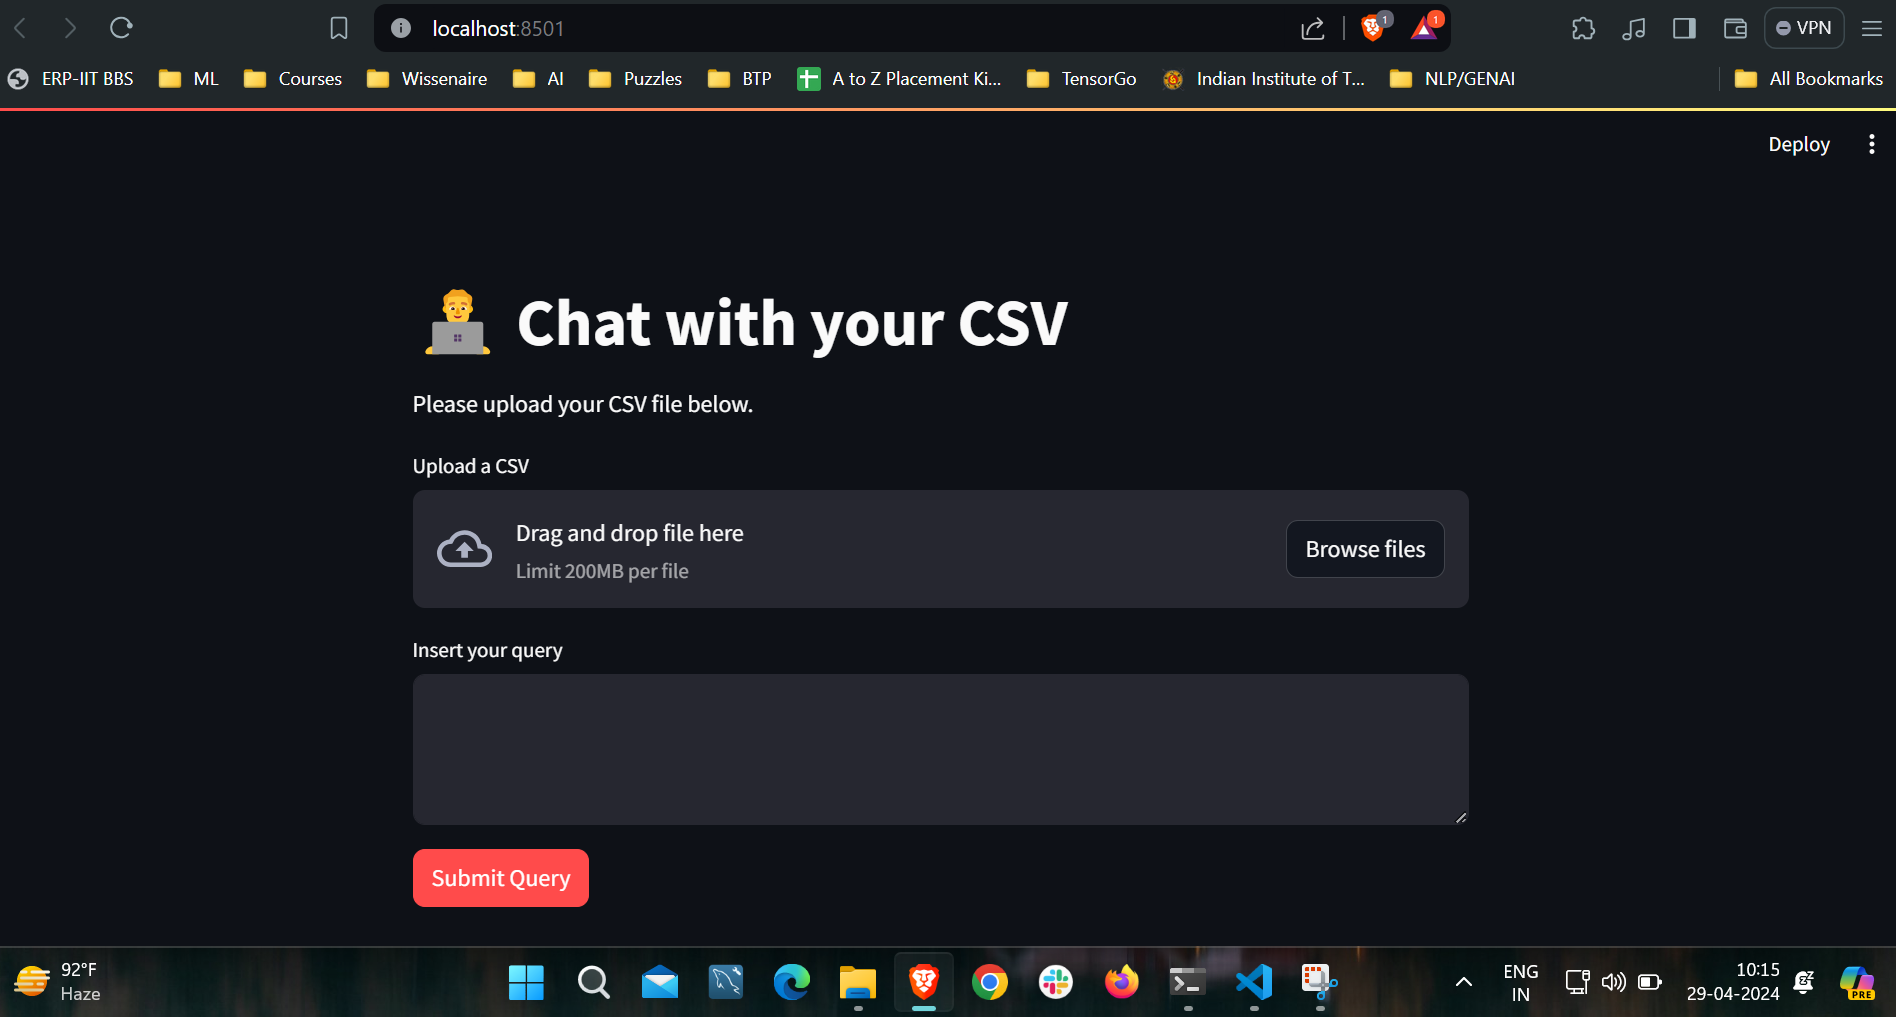 localhost:8501
1
1
VPN
ERP-IIT BBS ML Courses Wissenaire AI Puzzles BTP A to Z Placement Ki... TensorGo Indian Institute of T... NLP/GENAI All Bookmarks
Deploy
Chat with your CSV
Please upload your CSV file below.
Upload a CSV
Drag and drop file here
Limit 200MB per file
Browse files
Insert your query
Submit Query
92°F
Haze
ENG
IN
10:15
29-04-2024
PRE